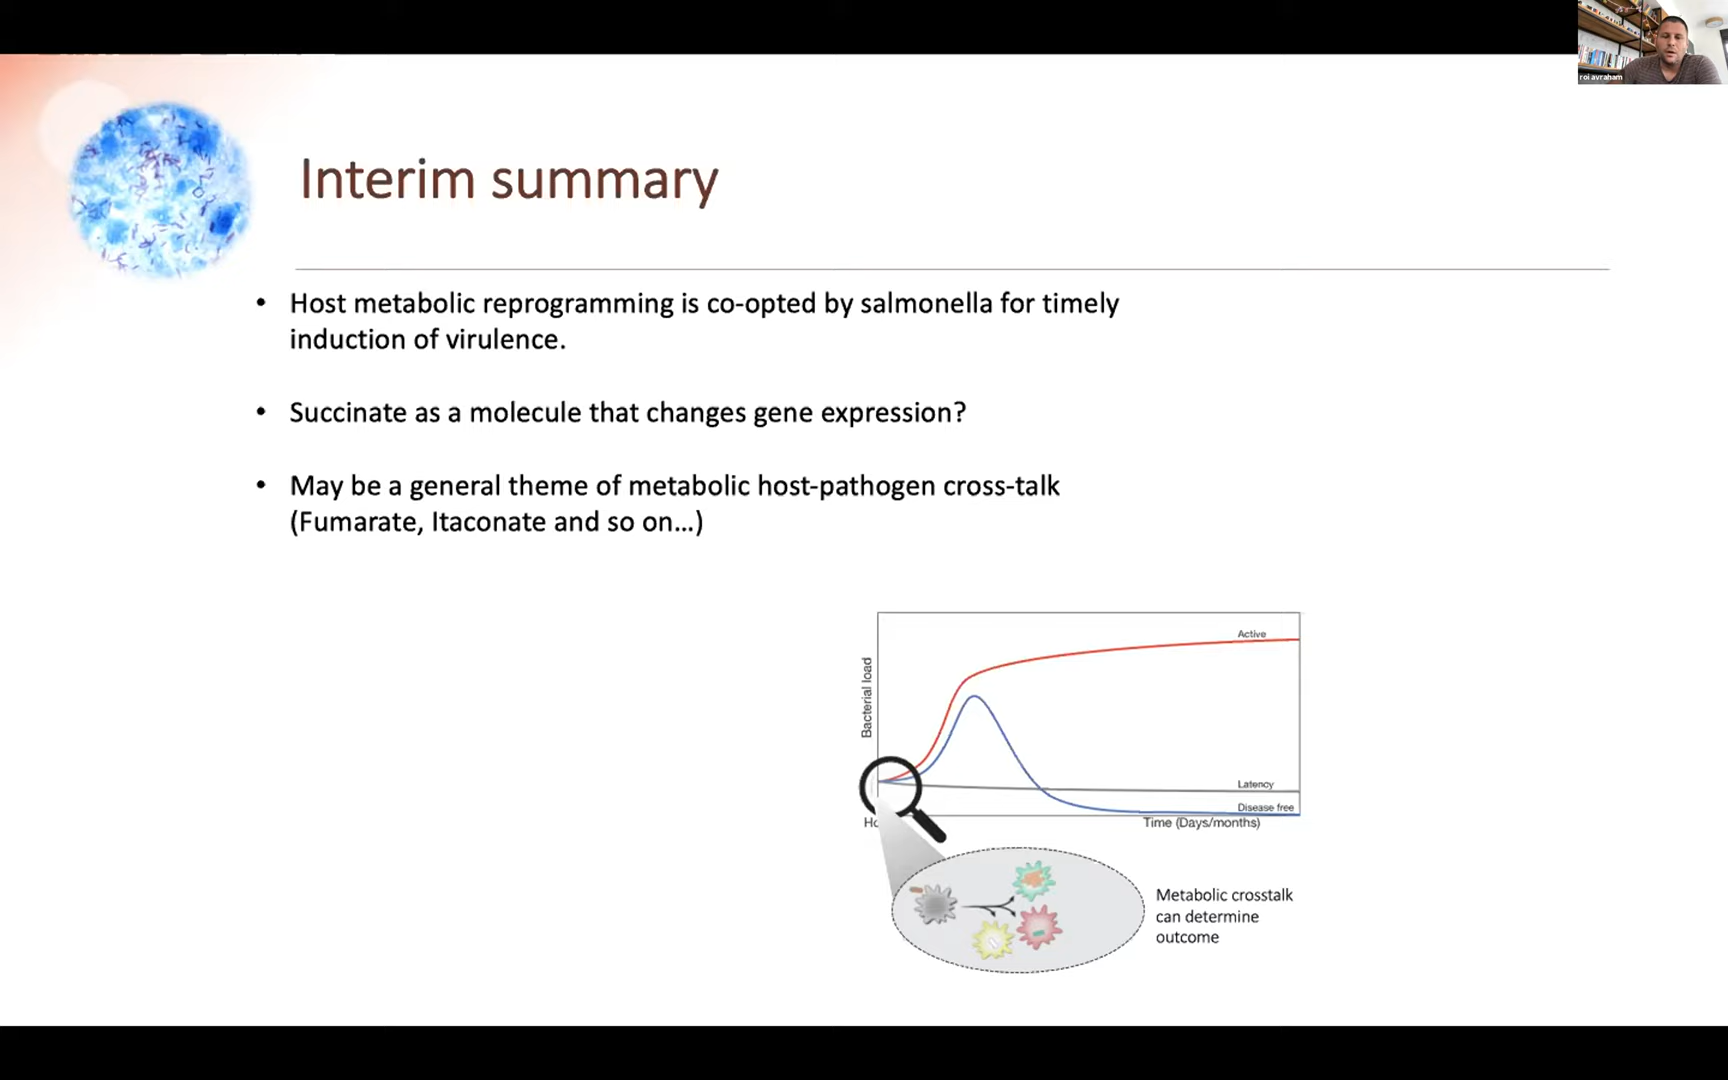 roi avraham
Interim summary
• Host metabolic reprogramming is co-opted by salmonella for timely
induction of virulence.
• Succinate as a molecule that changes gene expression?
• May be a general theme of metabolic host-pathogen cross-talk
(Fumarate, Itaconate and so on…)
Active
Bacterial load
Latency
Disease free
Time (Days/months)
Metabolic crosstalk
can determine
outcome